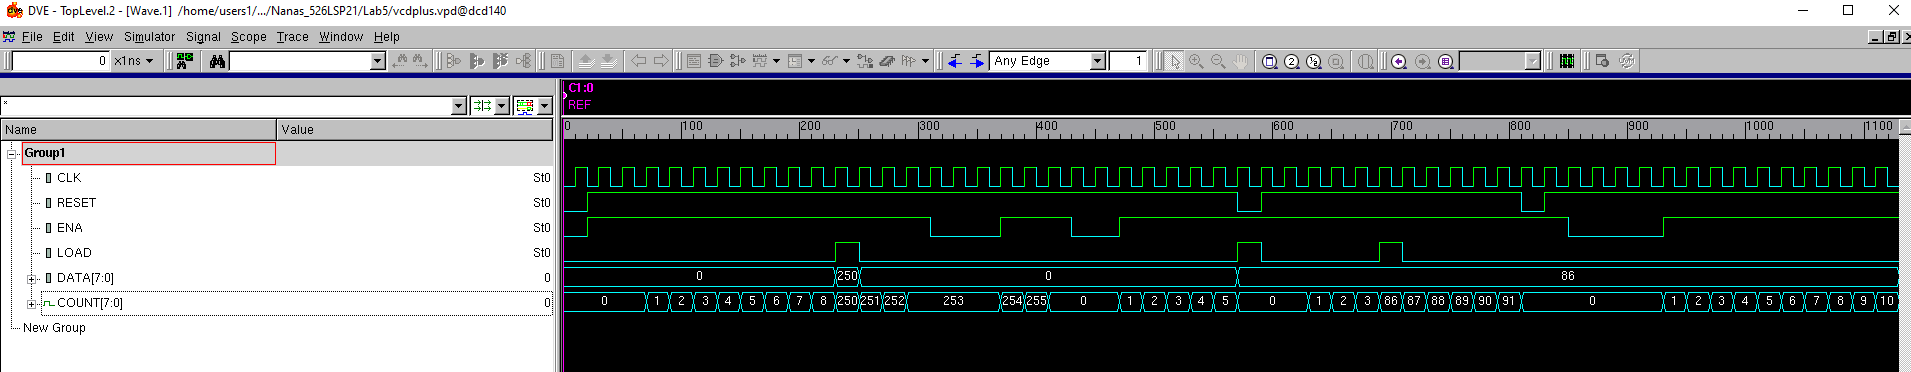 DVE - TopLevel.2 - [Wave.1] /home/users1/.../Nanas_526LSP21/Lab5/vcdplus.vpd@dcd140
File Edit View Simulator Signal Scope Trace Window Help
0 x1ns Any Edge 1
C1:0
REF
*
Name Value
0 100 200 300 400 500 600 700 800 900 1000 1100
Group1
CLK St0
RESET St0
ENA St0
LOAD St0
DATA[7:0] 0 0 250 0 86
COUNT[7:0] 0 0 1 2 3 4 5 6 7 8 250 251 252 253 254 255 0 1 2 3 4 5 0 1 2 3 86 87 88 89 90 91 0 1 2 3 4 5 6 7 8 9 10
New Group